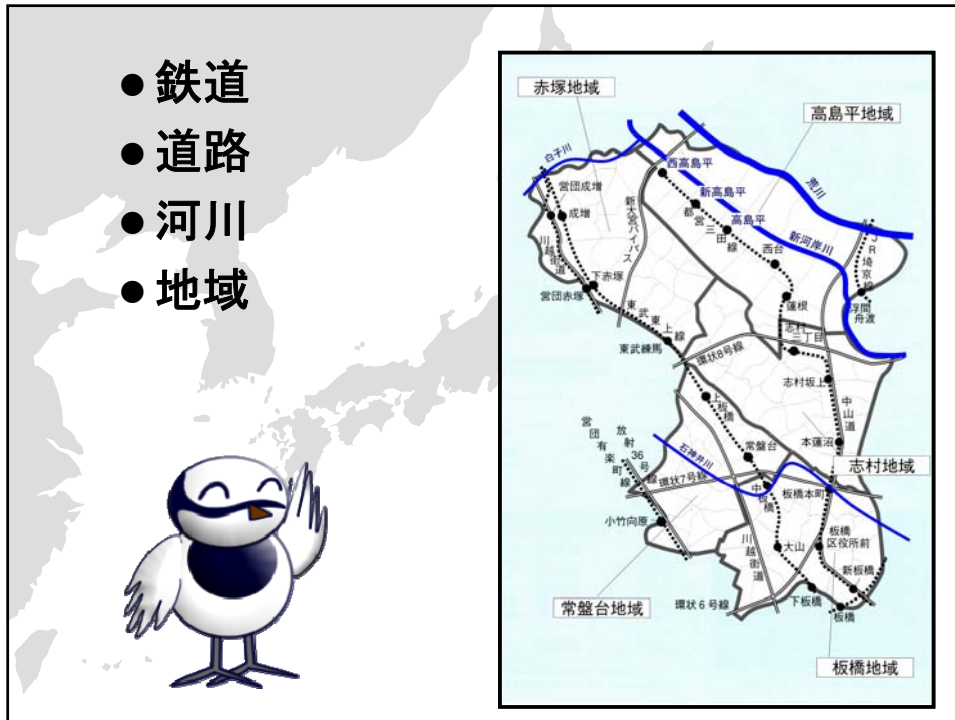 ● 鉄道
● 道路
● 河川
● 地域
赤塚地域
高島平地域
白子川
荒川
西高島平
営団成増
成増
新大宮バイパス
新高島平
都営三田線
高島平
新河岸川
JR埼京線
川越街道
西台
下赤塚
営団赤塚
蓮根
浮間
舟渡
東武東上線
志村
三丁目
東武練馬
環状8号線
志村坂上
上板橋
中山道
営団有楽町線
放射36号線
石神井川
常盤台
本蓮沼
志村地域
環状7号線
中板橋
板橋本町
小竹向原
川越街道
大山
板橋
区役所前
新板橋
常盤台地域
環状6号線
下板橋
板橋
板橋地域